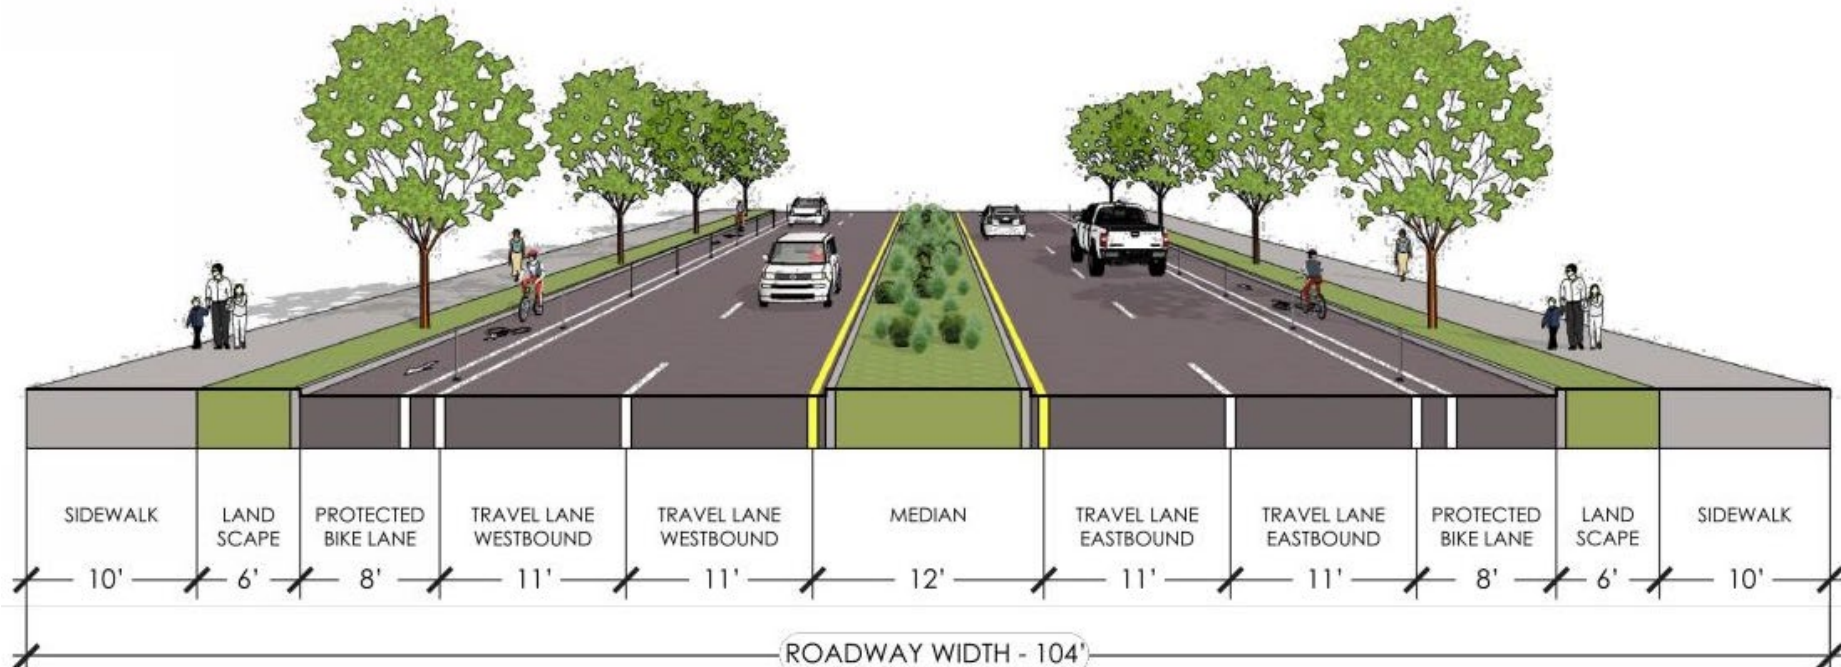 SIDEWALK
LAND
SCAPE
PROTECTED
BIKE LANE
TRAVEL LANE
WESTBOUND
TRAVEL LANE
WESTBOUND
MEDIAN
TRAVEL LANE
EASTBOUND
TRAVEL LANE
EASTBOUND
PROTECTED
BIKE LANE
LAND
SCAPE
SIDEWALK
10' 6' 8' 11' 11' 12' 11' 11' 8' 6' 10'
ROADWAY WIDTH - 104'